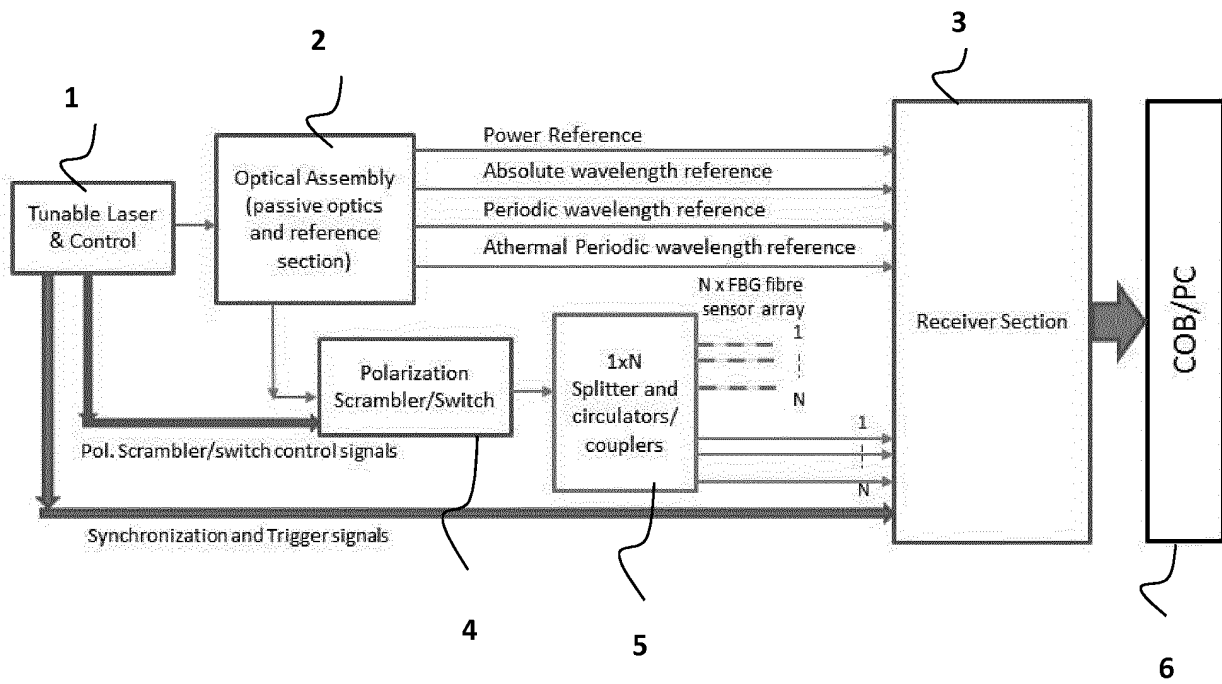 1
2
3
Tunable Laser
& Control
Optical Assembly
(passive optics
and reference
section)
Power Reference
Absolute wavelength reference
Periodic wavelength reference
Athermal Periodic wavelength reference
N x FBG fibre
sensor array
1
N
Polarization
Scrambler/Switch
1xN
Splitter and
circulators/
couplers
1
N
Receiver Section
COB/PC
Pol. Scrambler/switch control signals
Synchronization and Trigger signals
4
5
6